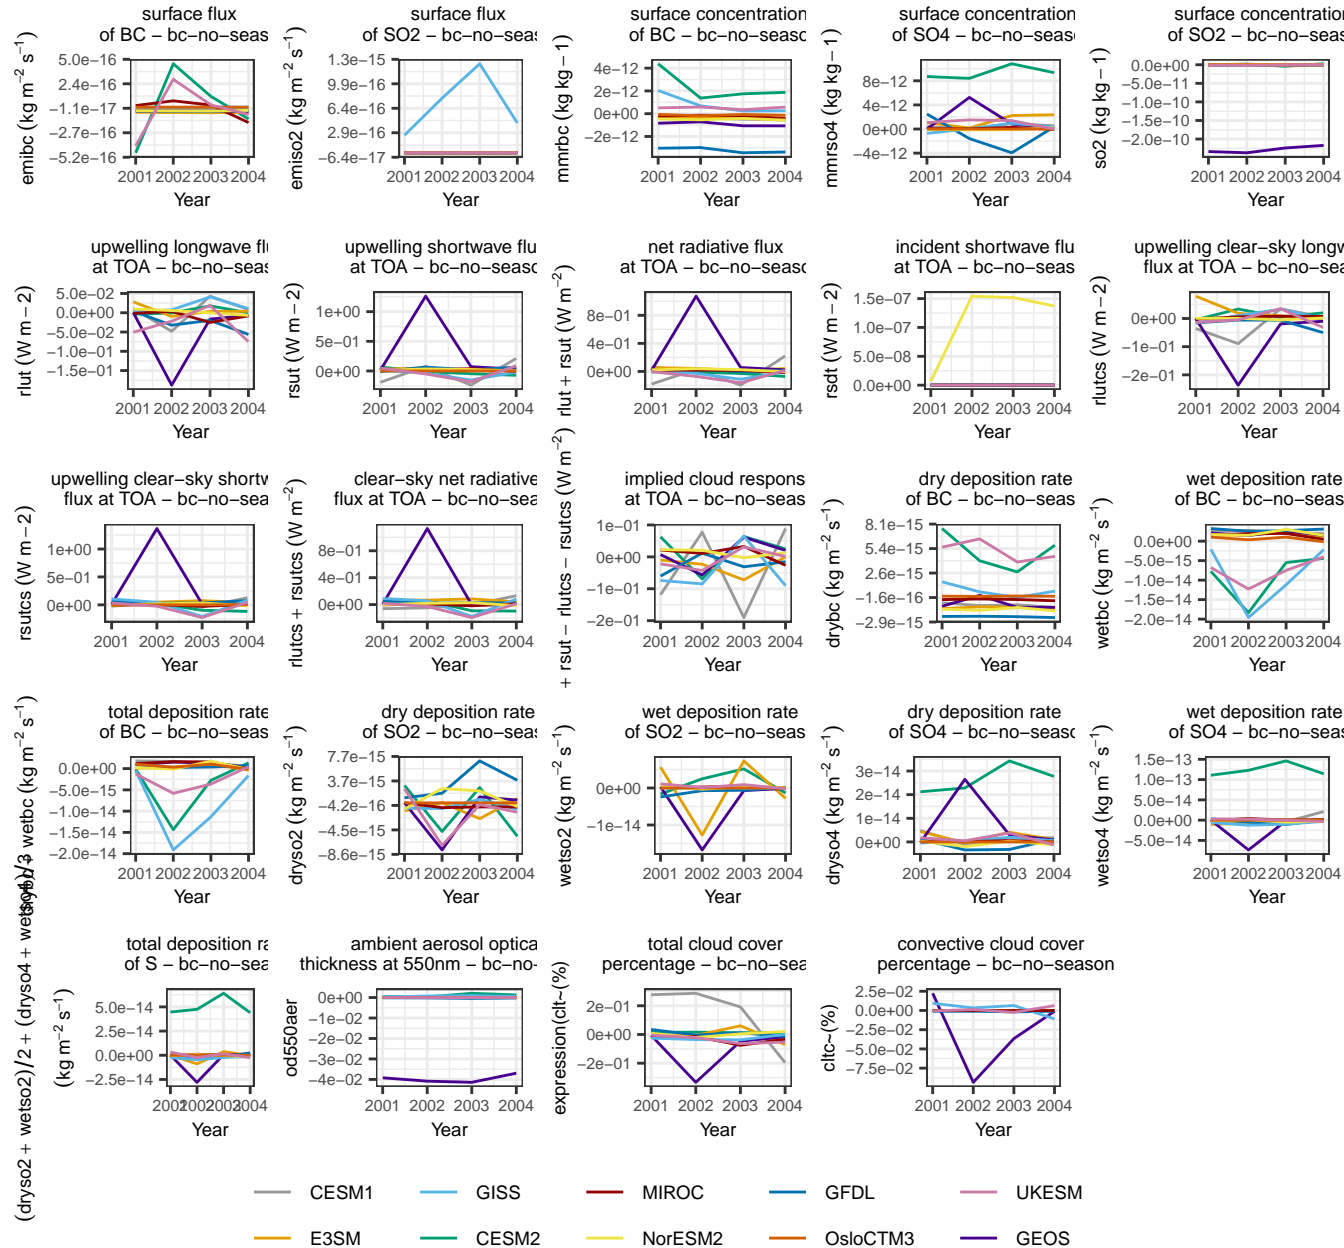 surface flux
of BC − bc−no−seas
emibc (kg m−2 s−1)
5.0e−16
2.4e−16
−1.1e−17
−2.7e−16
−5.2e−16
2001 2002 2003 2004
Year
surface flux
of SO2 − bc−no−seas
emiso2 (kg m−2 s−1)
1.3e−15
9.9e−16
6.4e−16
2.9e−16
−6.4e−17
2001 2002 2003 2004
Year
surface concentration
of BC − bc−no−seasc
mmrbc (kg kg−1)
4e−12
2e−12
0e+00
−2e−12
2001 2002 2003 2004
Year
surface concentration
of SO4 − bc−no−seaso
mmrso4 (kg kg−1)
8e−12
4e−12
0e+00
−4e−12
2001 2002 2003 2004
Year
surface concentration
of SO2 − bc−no−seas
so2 (kg kg−1)
0.0e+00
−5.0e−11
−1.0e−10
−1.5e−10
−2.0e−10
2001 2002 2003 2004
Year
upwelling longwave flu
at TOA − bc−no−seas
rlut (W m−2)
5.0e−02
0.0e+00
−5.0e−02
−1.0e−01
−1.5e−01
2001 2002 2003 2004
Year
upwelling shortwave flu
at TOA − bc−no−seas
rsut (W m−2)
1e+00
5e−01
0e+00
2001 2002 2003 2004
Year
net radiative flux
at TOA − bc−no−seasc
rlut + rsut (W m−2)
8e−01
4e−01
0e+00
2001 2002 2003 2004
Year
incident shortwave flu
at TOA − bc−no−seas
rsdt (W m−2)
1.5e−07
1.0e−07
5.0e−08
0.0e+00
2001 2002 2003 2004
Year
upwelling clear−sky longw
flux at TOA − bc−no−seas
rlutcs (W m−2)
0e+00
−1e−01
−2e−01
2001 2002 2003 2004
Year
upwelling clear−sky shortw
flux at TOA − bc−no−seas
rsutcs (W m−2)
1e+00
5e−01
0e+00
2001 2002 2003 2004
Year
clear−sky net radiative
flux at TOA − bc−no−seas
rlutcs + rsutcs (W m−2)
8e−01
4e−01
0e+00
2001 2002 2003 2004
Year
implied cloud respons
at TOA − bc−no−seas
+ rsut − rlutcs − rsutcs (W m−2)
1e−01
0e+00
−1e−01
−2e−01
2001 2002 2003 2004
Year
dry deposition rate
of BC − bc−no−seas
drybc (kg m−2 s−1)
8.1e−15
5.4e−15
2.6e−15
−1.6e−16
−2.9e−15
2001 2002 2003 2004
Year
wet deposition rate
of BC − bc−no−seas
wetbc (kg m−2 s−1)
0.0e+00
−5.0e−15
−1.0e−14
−1.5e−14
−2.0e−14
2001 2002 2003 2004
Year
total deposition rate
of BC − bc−no−seas
drybc + wetbc (kg m−2 s−1)
0.0e+00
−5.0e−15
−1.0e−14
−1.5e−14
−2.0e−14
2001 2002 2003 2004
Year
dry deposition rate
of SO2 − bc−no−seas
dryso2 (kg m−2 s−1)
7.7e−15
3.7e−15
−4.2e−16
−4.5e−15
−8.6e−15
2001 2002 2003 2004
Year
wet deposition rate
of SO2 − bc−no−seas
wetso2 (kg m−2 s−1)
0e+00
−1e−14
2001 2002 2003 2004
Year
dry deposition rate
of SO4 − bc−no−seasc
dryso4 (kg m−2 s−1)
3e−14
2e−14
1e−14
0e+00
2001 2002 2003 2004
Year
wet deposition rate
of SO4 − bc−no−seas
wetso4 (kg m−2 s−1)
1.5e−13
1.0e−13
5.0e−14
0.0e+00
−5.0e−14
2001 2002 2003 2004
Year
total deposition ra
of S − bc−no−sea
(dryso2 + wetso2)/2 + (dryso4 + wetso4)/3
(kg m−2 s−1)
5.0e−14
2.5e−14
0.0e+00
−2.5e−14
2001 2002 2003 2004
Year
ambient aerosol optica
thickness at 550nm − bc−no−
od550aer
0e+00
−1e−02
−2e−02
−3e−02
−4e−02
2001 2002 2003 2004
Year
total cloud cover
percentage − bc−no−sea
expression(clt~(%)
2e−01
0e+00
−2e−01
2001 2002 2003 2004
Year
convective cloud cover
percentage − bc−no−season
cltc~(%)
2.5e−02
0.0e+00
−2.5e−02
−5.0e−02
−7.5e−02
2001 2002 2003 2004
Year
CESM1 GISS MIROC GFDL UKESM
E3SM CESM2 NorESM2 OsloCTM3 GEOS